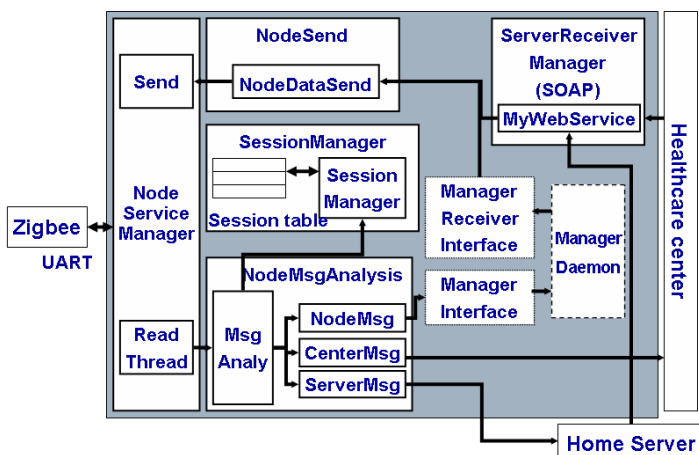 NodeSend
Send
NodeDataSend
ServerReceiver
Manager
(SOAP)
MyWebService
SessionManager
Session
Manager
Session table
Node
Service
Manager
Zigbee
UART
Manager
Receiver
Interface
Manager
Daemon
Healthcare center
NodeMsgAnalysis
Manager
Interface
Read
Thread
Msg
Analy
NodeMsg
CenterMsg
ServerMsg
Home Server